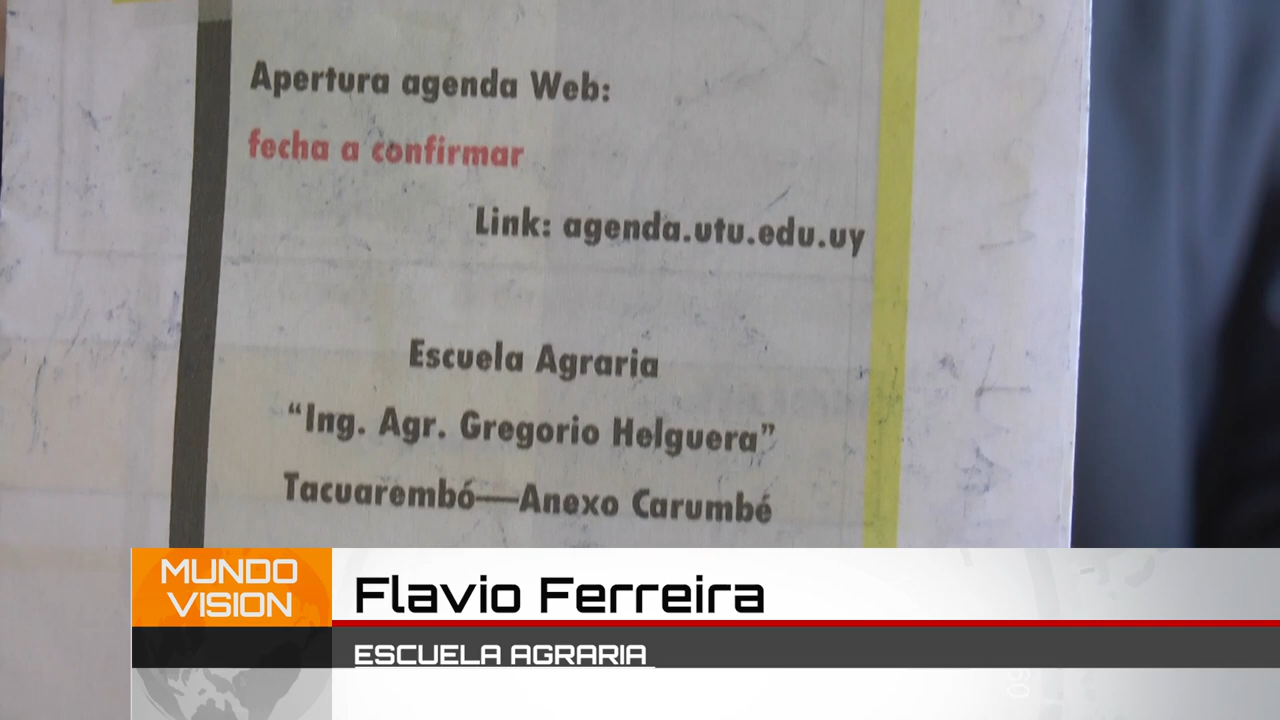 Apertura agenda Web:
fecha a confirmar
Link: agenda.utu.edu.uy
Escuela Agraria
“Ing. Agr. Gregorio Helguera”
Tacuarembó—Anexo Carumbé
MUNDO
VISION
Flavio Ferreira
ESCUELA AGRARIA